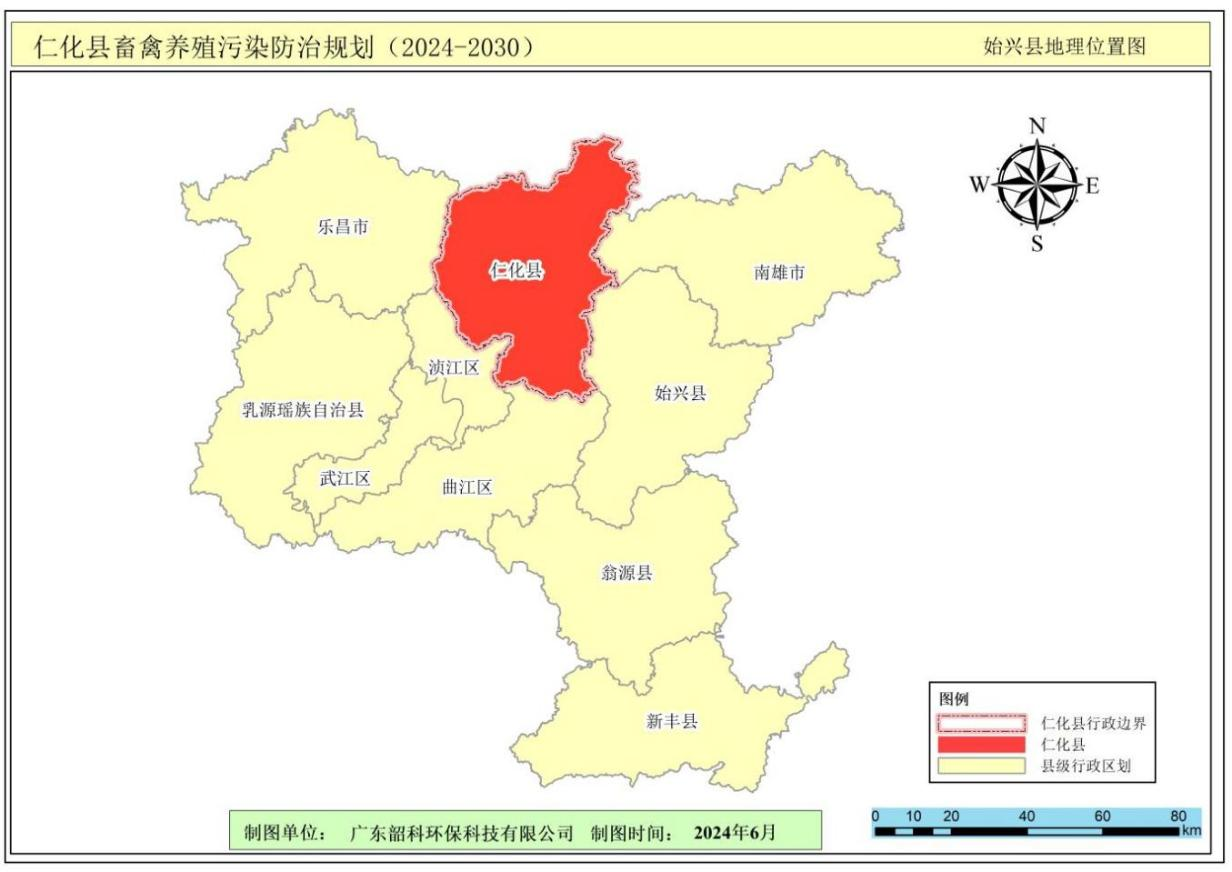 仁化县畜禽养殖污染防治规划（2024-2030）
始兴县地理位置图
N
W
E
S
乐昌市
仁化县
南雄市
浈江区
始兴县
乳源瑶族自治县
武江区
曲江区
翁源县
新丰县
图例
仁化县行政边界
仁化县
县级行政区划
0 10 20 40 60 80
km
制图单位： 广东韶科环保科技有限公司 制图时间： 2024年6月